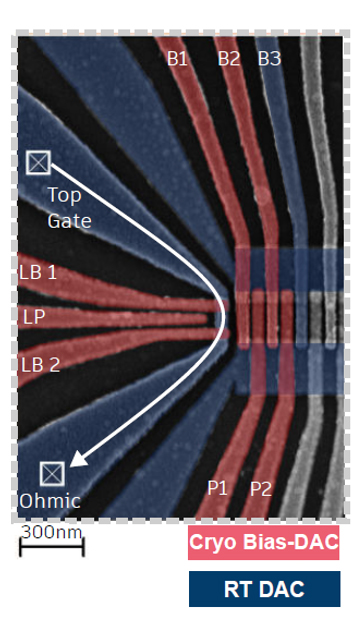 B1 B2 B3
Top
Gate
LB 1
LP
LB 2
P1 P2
Ohmic
300nm
Cryo Bias-DAC
RT DAC